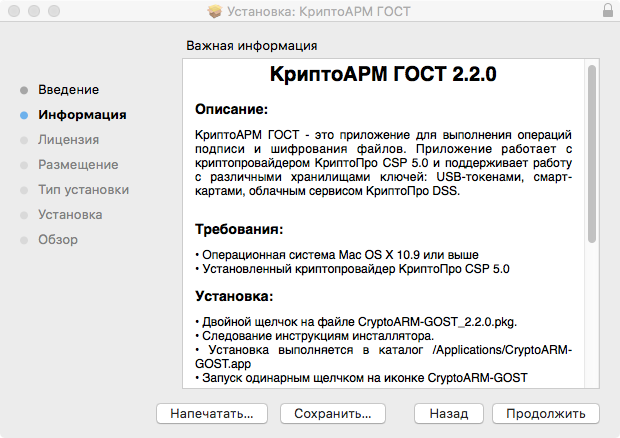 Установка: КриптоАРМ ГОСТ
Важная информация
Введение
Информация
Лицензия
Размещение
Тип установки
Установка
Обзор
КриптоАРМ ГОСТ 2.2.0
Описание:
КриптоАРМ ГОСТ - это приложение для выполнения операций
подписи и шифрования файлов. Приложение работает с
криптопровайдером КриптоПро CSP 5.0 и поддерживает работу
с различными хранилищами ключей: USB-токенами, смарт-
картами, облачным сервисом КриптоПро DSS.
Требования:
• Операционная система Mac OS X 10.9 или выше
• Установленный криптопровайдер КриптоПро CSP 5.0
Установка:
• Двойной щелчок на файле CryptoARM-GOST_2.2.0.pkg.
• Следование инструкциям инсталлятора.
• Установка выполняется в каталог /Applications/CryptoARM-
GOST.app
• Запуск одинарным щелчком на иконке CryptoARM-GOST
Напечатать...
Сохранить...
Назад
Продолжить